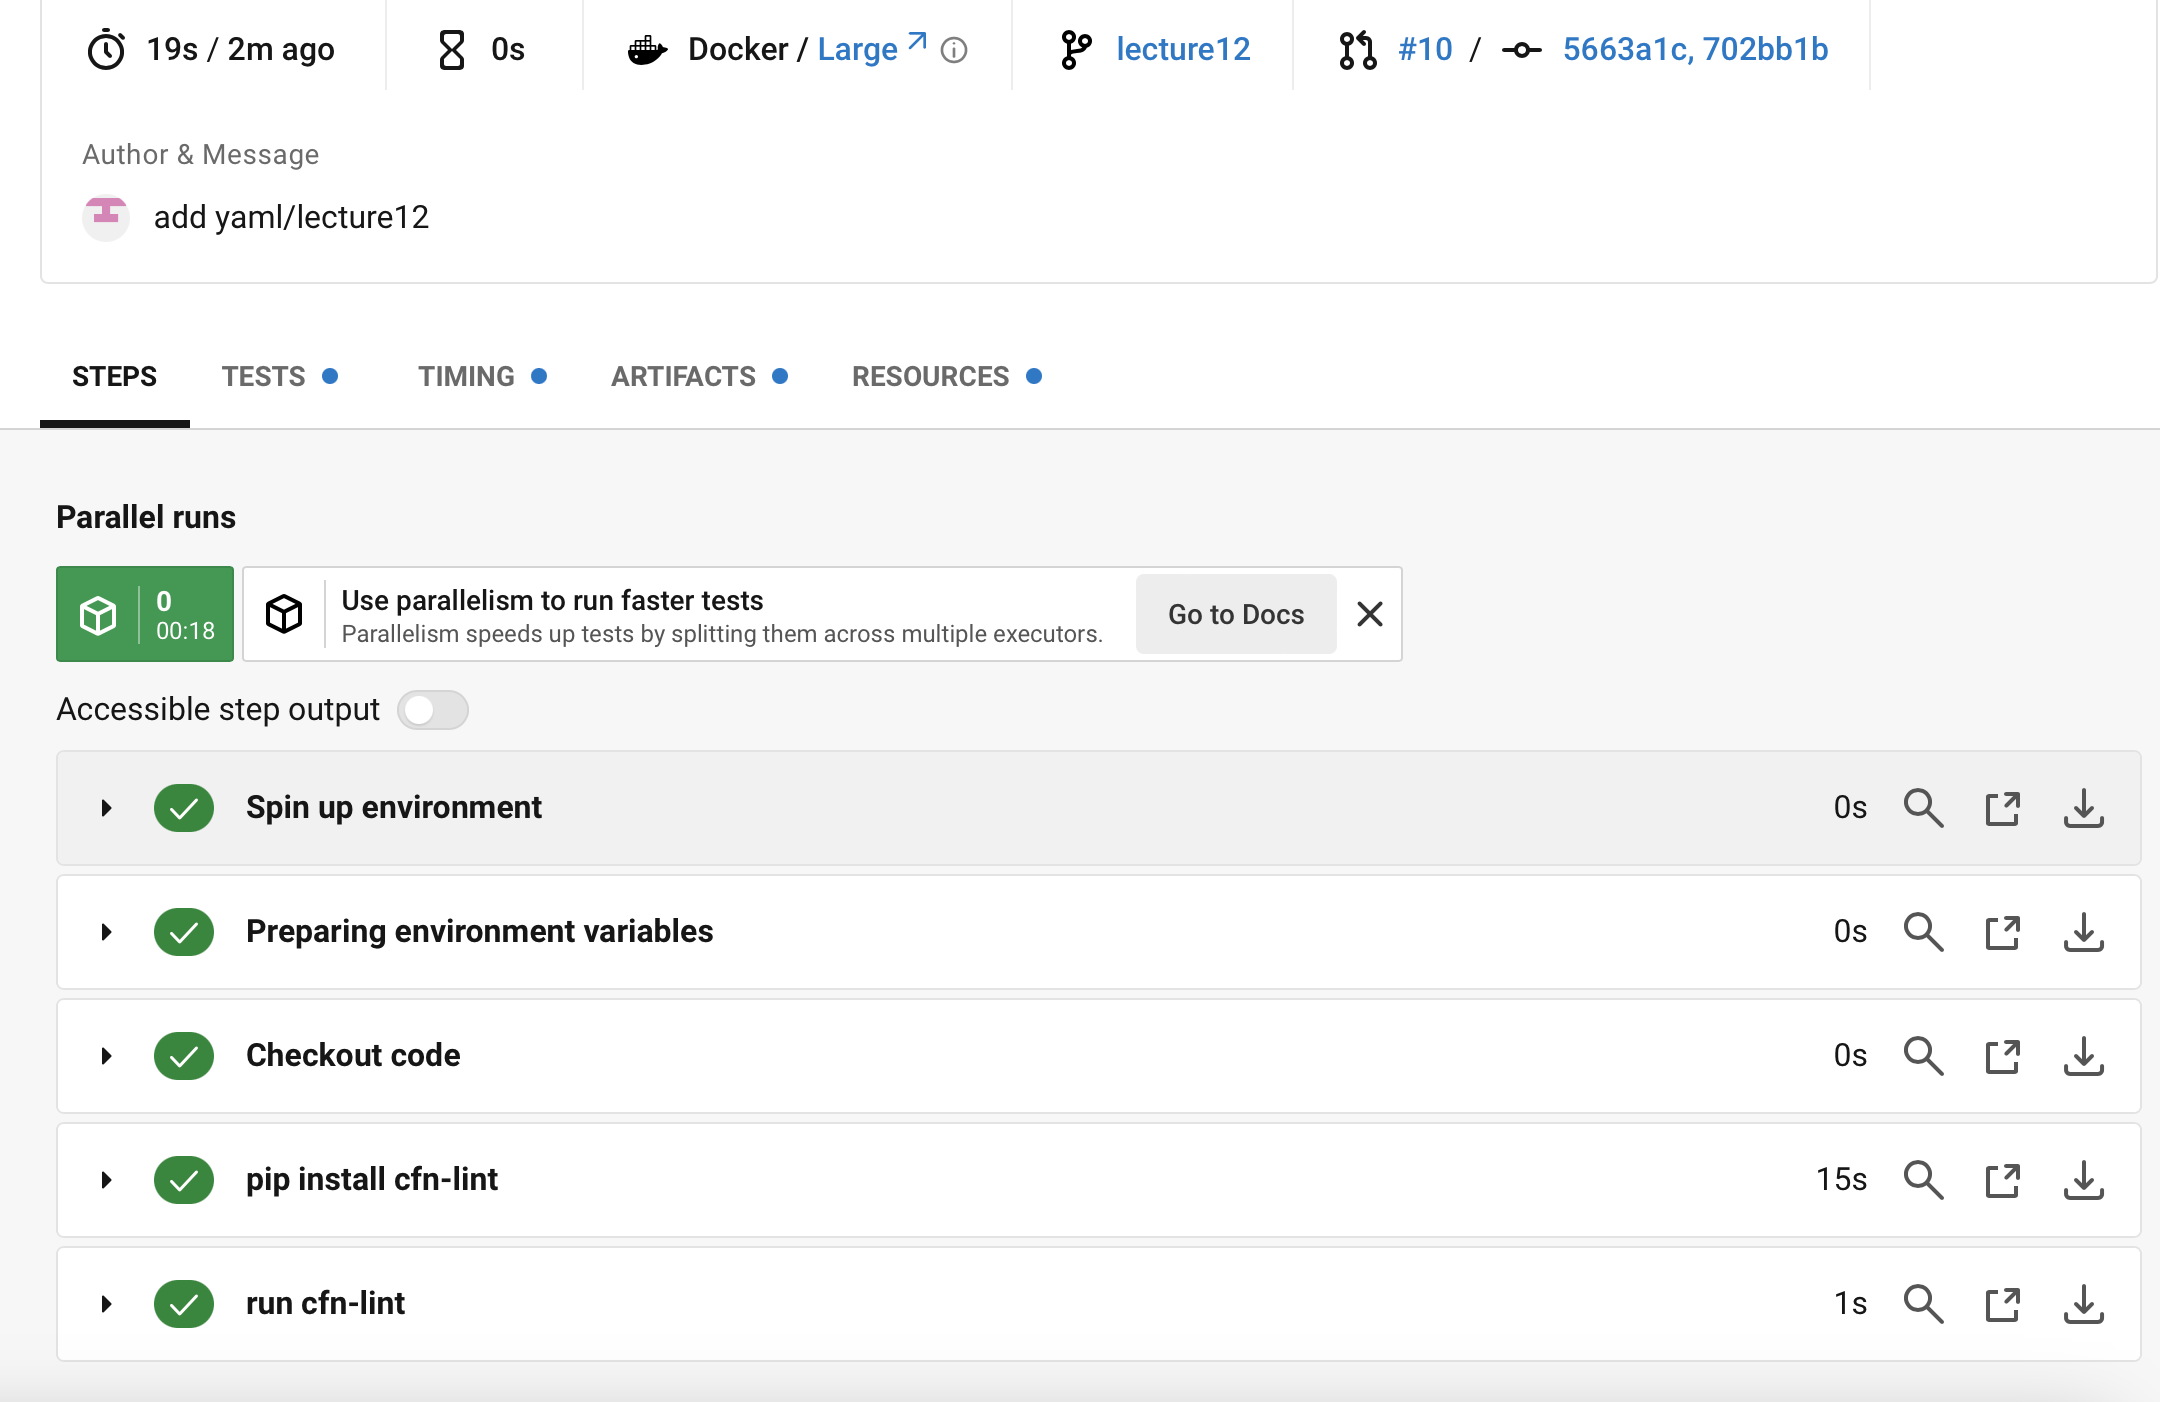 19s / 2m ago
0s
Docker / Large
lecture12
#10 / 5663a1c, 702bb1b
Author & Message
add yaml/lecture12
STEPS
TESTS
TIMING
ARTIFACTS
RESOURCES
Parallel runs
0
00:18
Use parallelism to run faster tests
Parallelism speeds up tests by splitting them across multiple executors.
Go to Docs
Accessible step output
Spin up environment 0s
Preparing environment variables 0s
Checkout code 0s
pip install cfn-lint 15s
run cfn-lint 1s